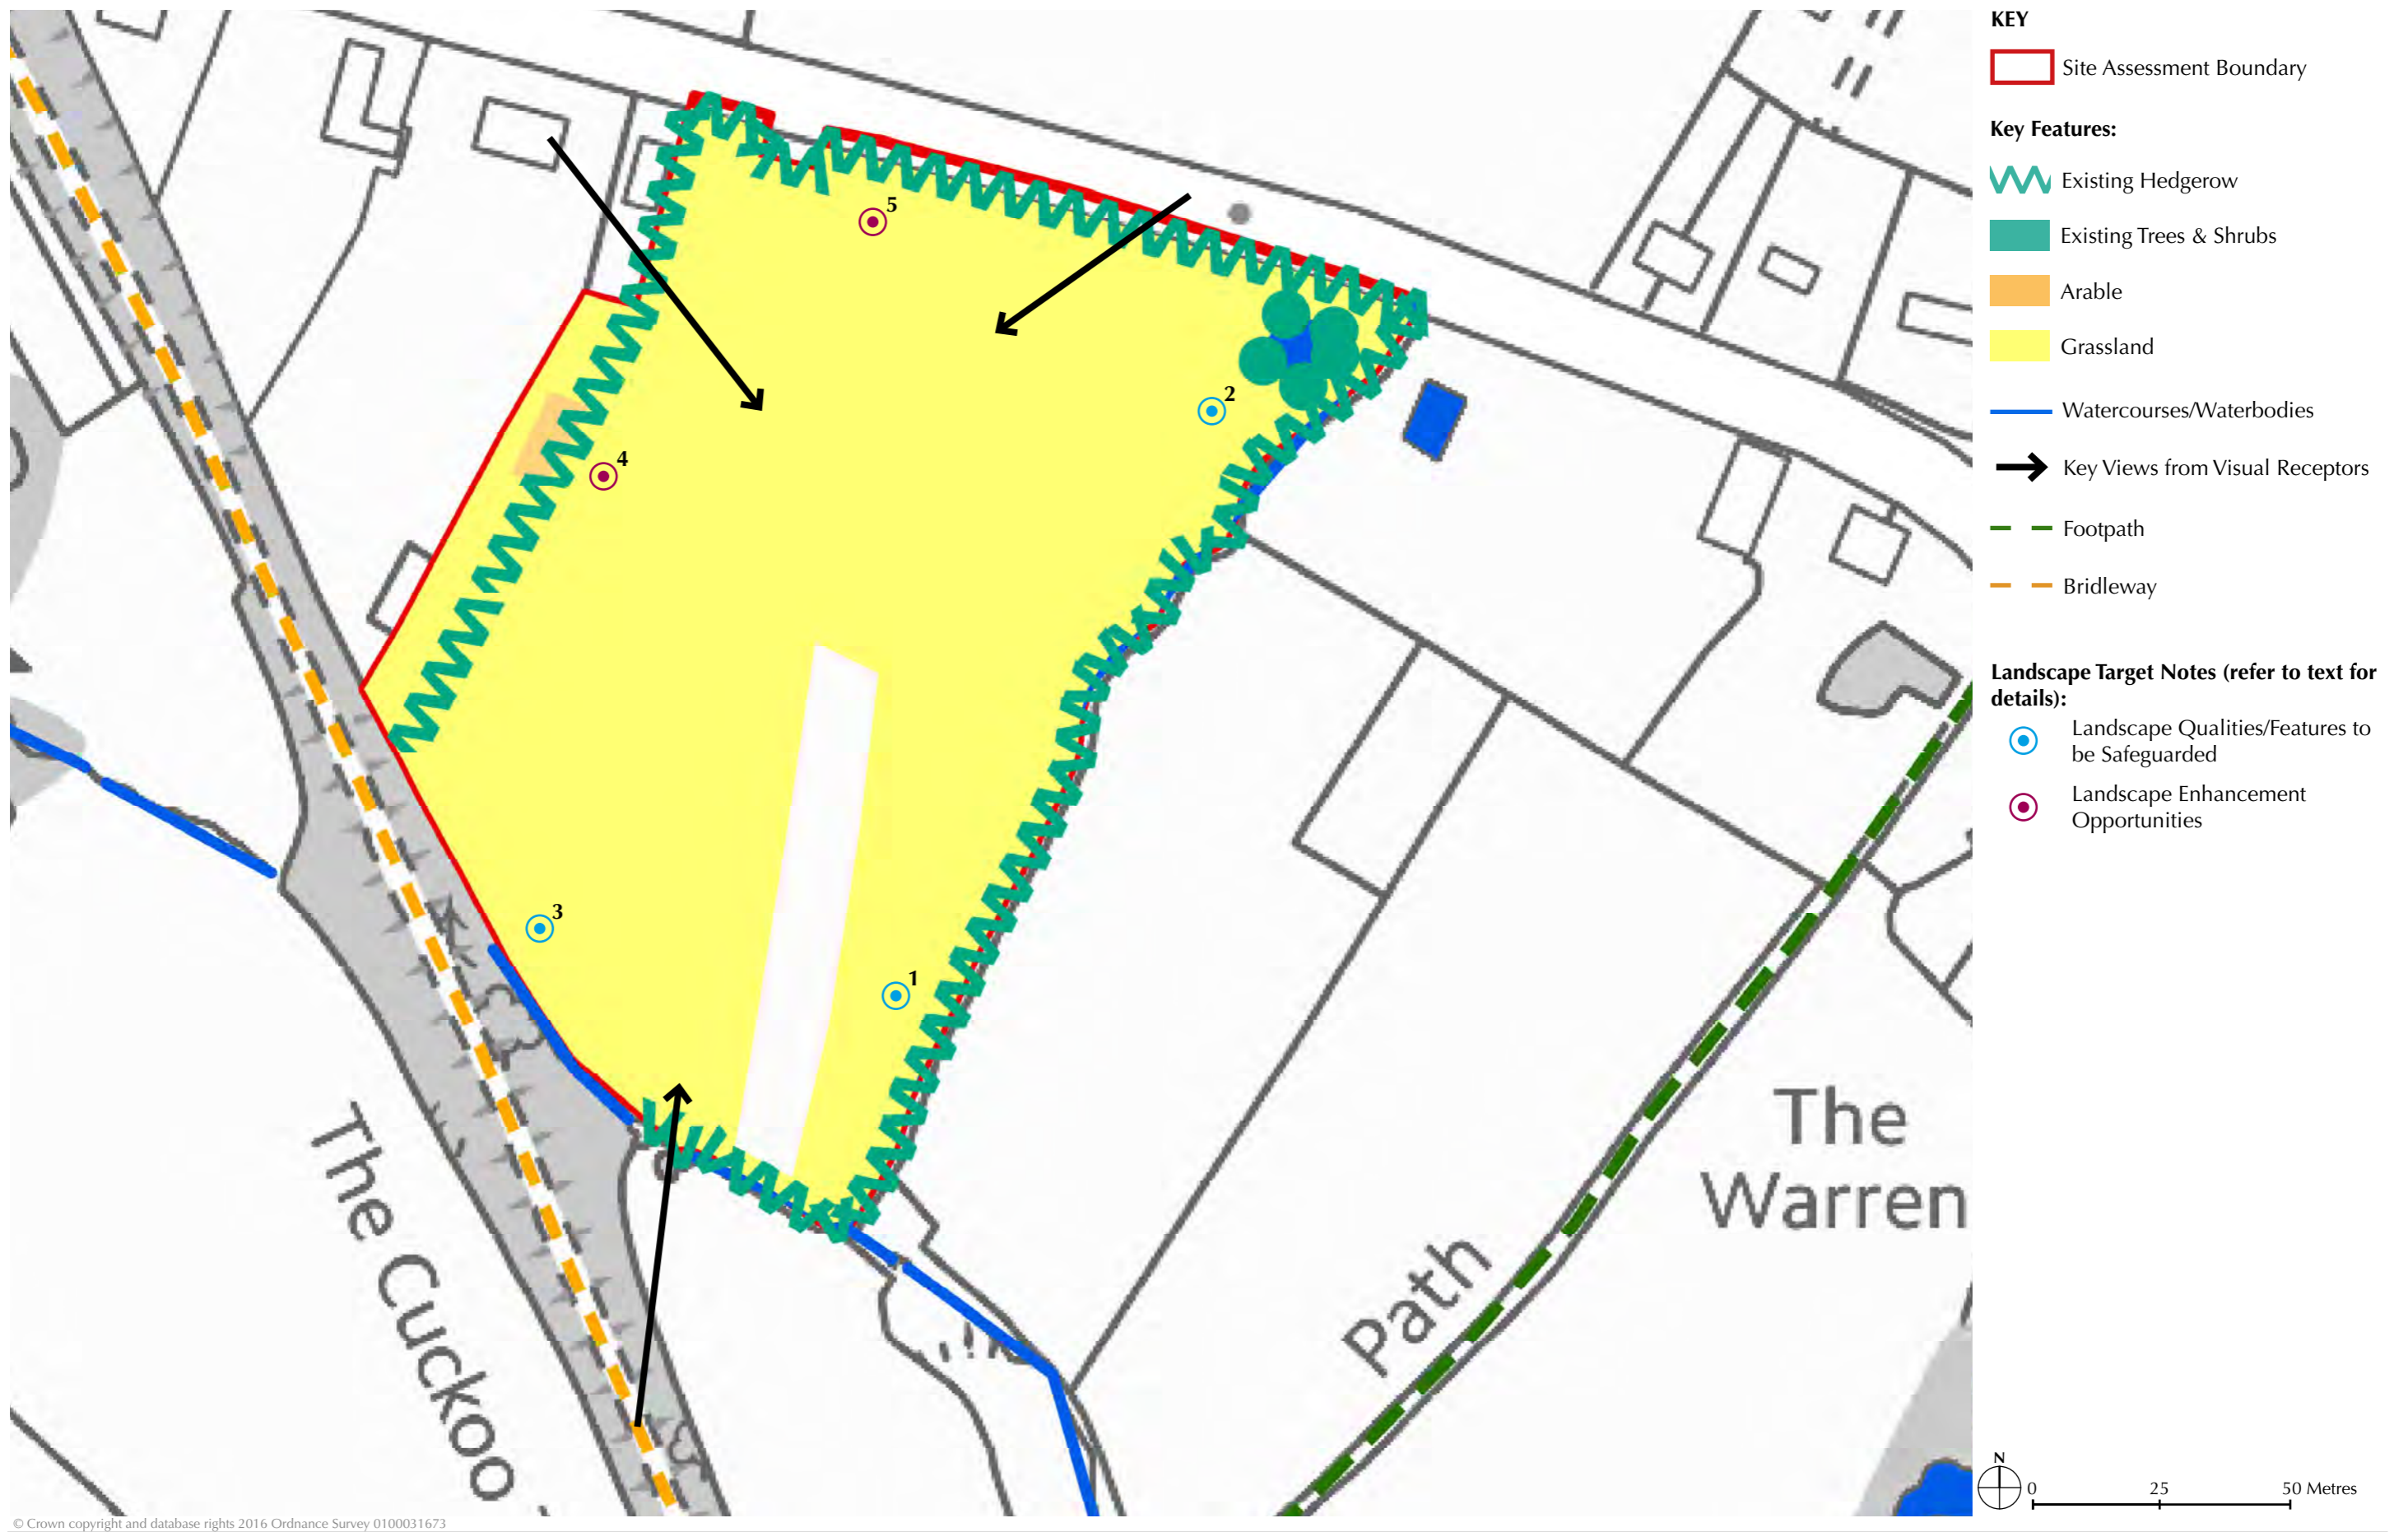 KEY
Site Assessment Boundary
Key Features:
Existing Hedgerow
Existing Trees & Shrubs
Arable
Grassland
Watercourses/Waterbodies
Key Views from Visual Receptors
Footpath
Bridleway
Landscape Target Notes (refer to text for
details):
Landscape Qualities/Features to
be Safeguarded
Landscape Enhancement
Opportunities
5
2
4
3
1
The Cuckoo
Path
The
Warren
N
0 25 50 Metres
© Crown copyright and database rights 2016 Ordnance Survey 0100031673